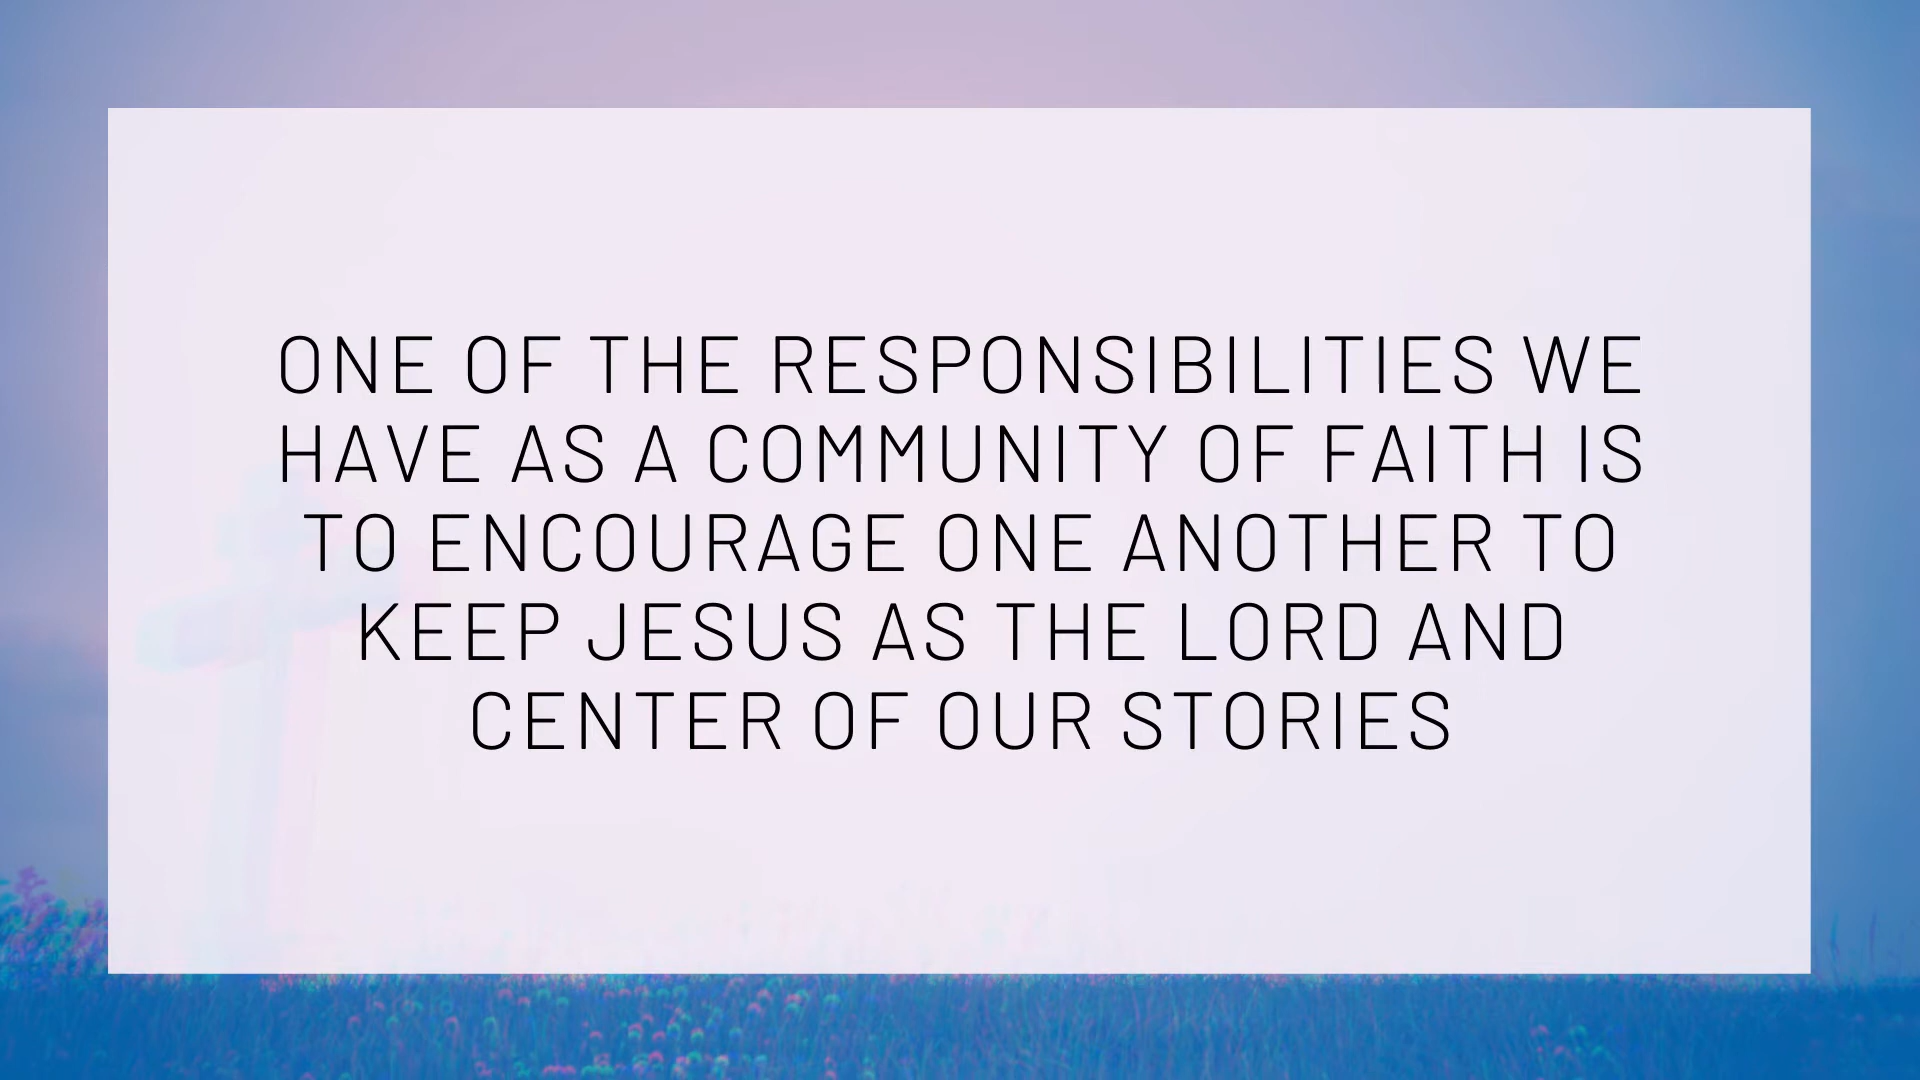 ONE OF THE RESPONSIBILITIES WE
HAVE AS A COMMUNITY OF FAITH IS
TO ENCOURAGE ONE ANOTHER TO
KEEP JESUS AS THE LORD AND
CENTER OF OUR STORIES